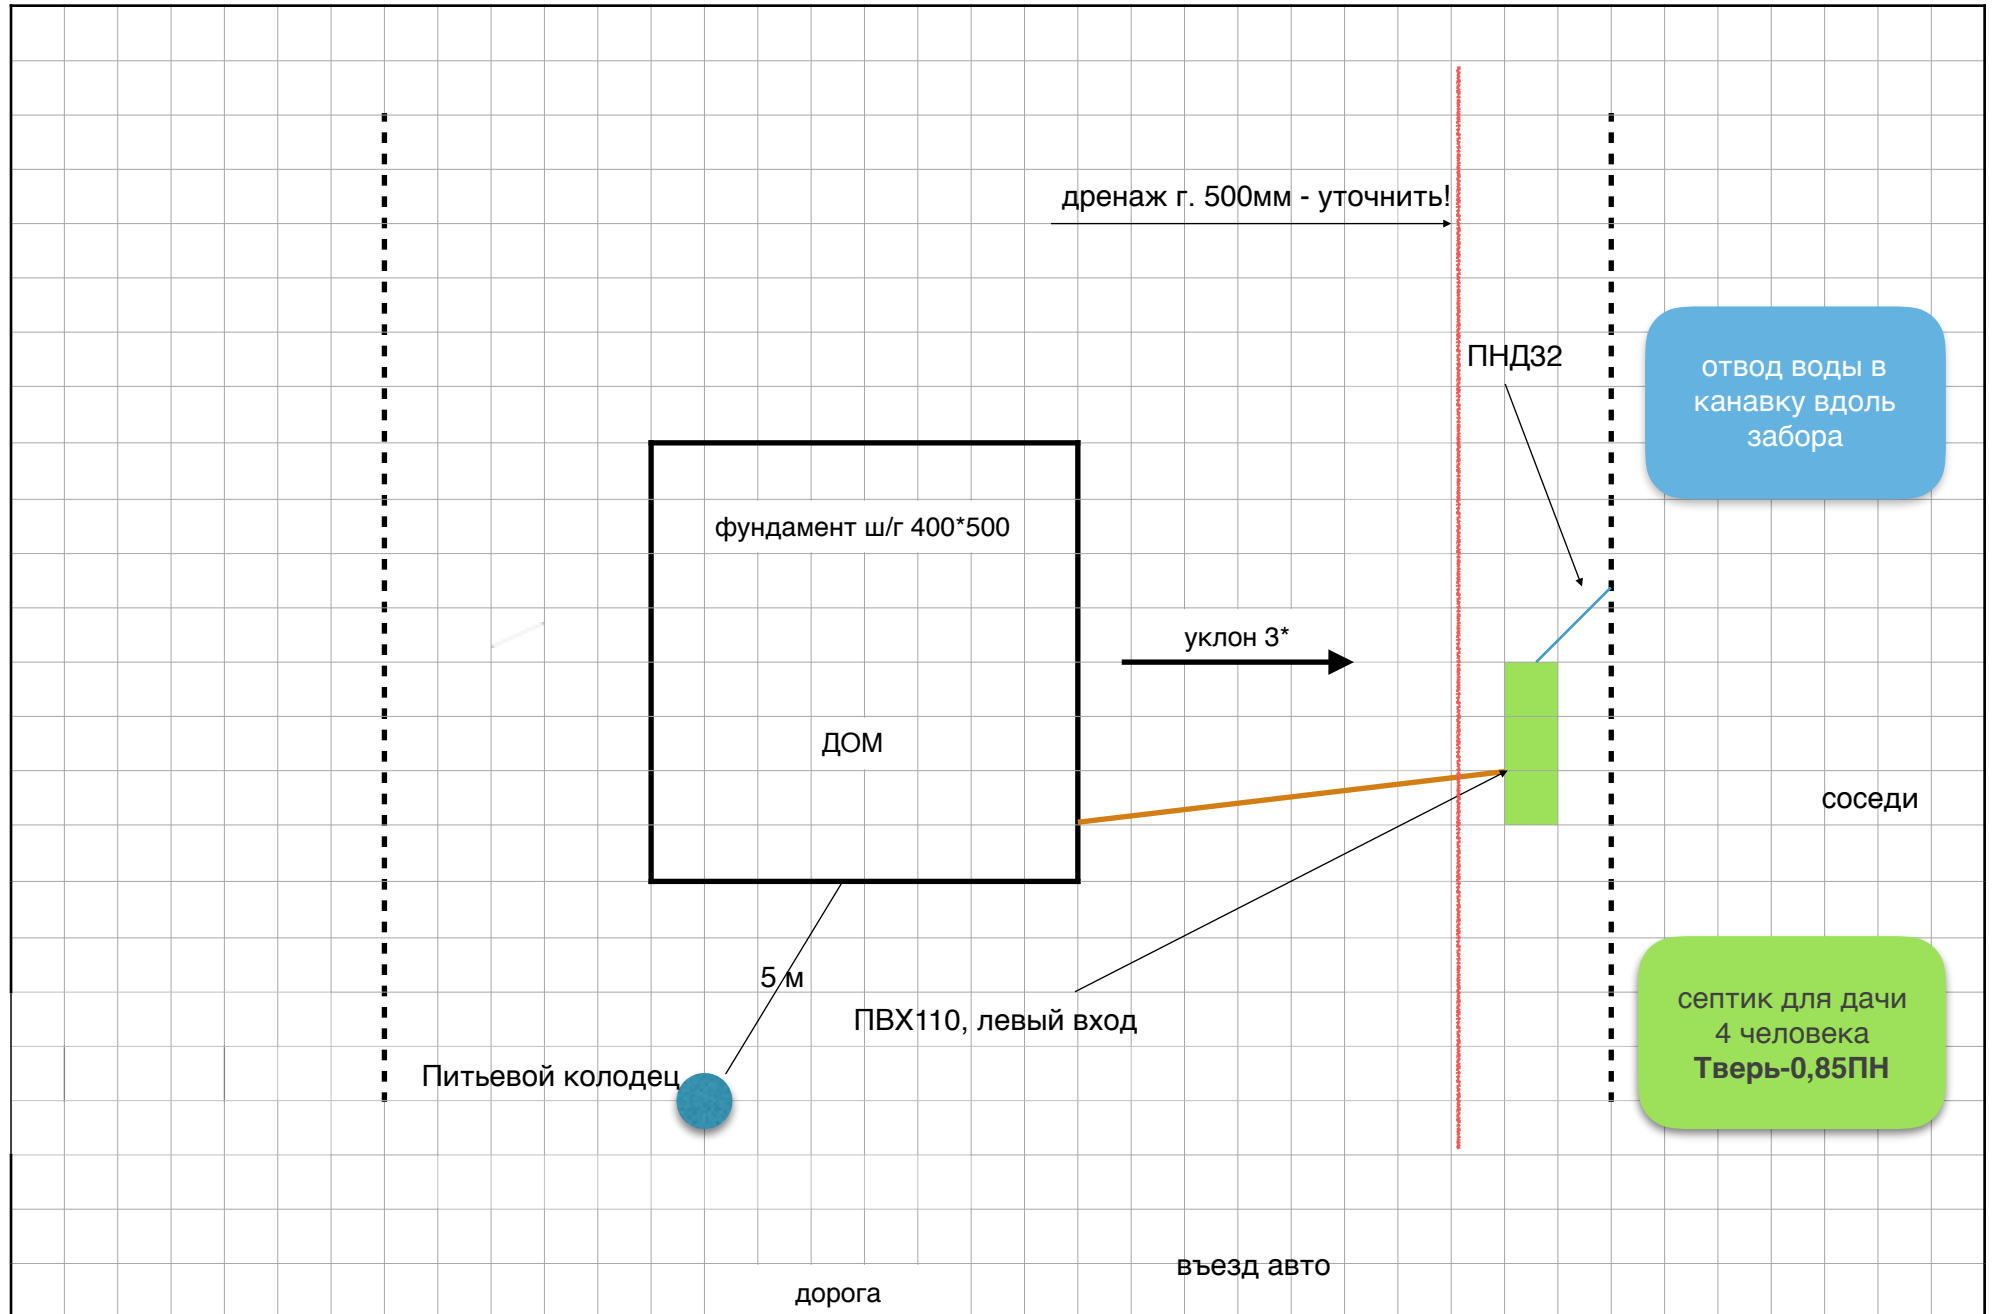 дренаж г. 500мм - уточнить!
ПНД32
отвод воды в
канавку вдоль
забора
фундамент ш/г 400*500
уклон 3*
ДОМ
соседи
5 м
ПВХ110, левый вход
септик для дачи
4 человека
Тверь-0,85ПН
Питьевой колодец
въезд авто
дорога